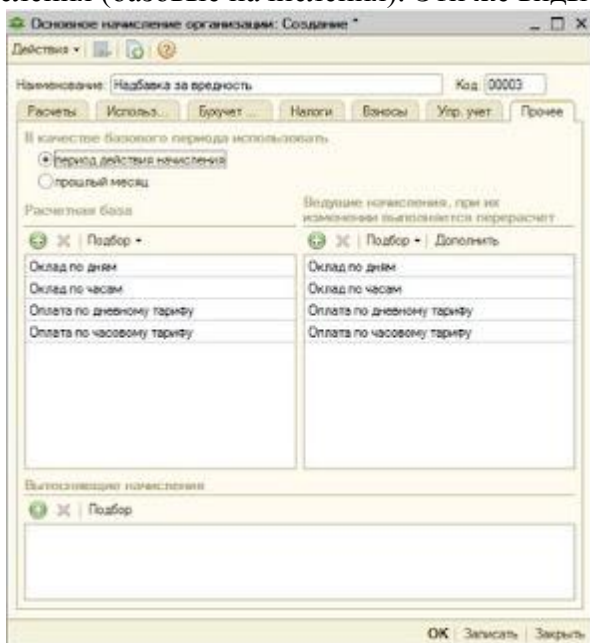 (базовые начисления). Эти же
Основное начисление организации: Создание *
Действия
Наименование: Надбавка за вредность Код: 00003
Расчеты Использ... Бухучет ... Налоги Взносы Упр. учет Прочее
В качестве базового периода использовать
период действия начисления
прошлый месяц
Расчетная база
Ведущие начисления, при их
изменении выполняется перерасчет
Подбор
Подбор Дополнить
Оклад по дням
Оклад по часам
Оплата по дневному тарифу
Оплата по часовому тарифу
Оклад по дням
Оклад по часам
Оплата по дневному тарифу
Оплата по часовому тарифу
Вытесняющие начисления
Подбор
OK Записать Закрыть